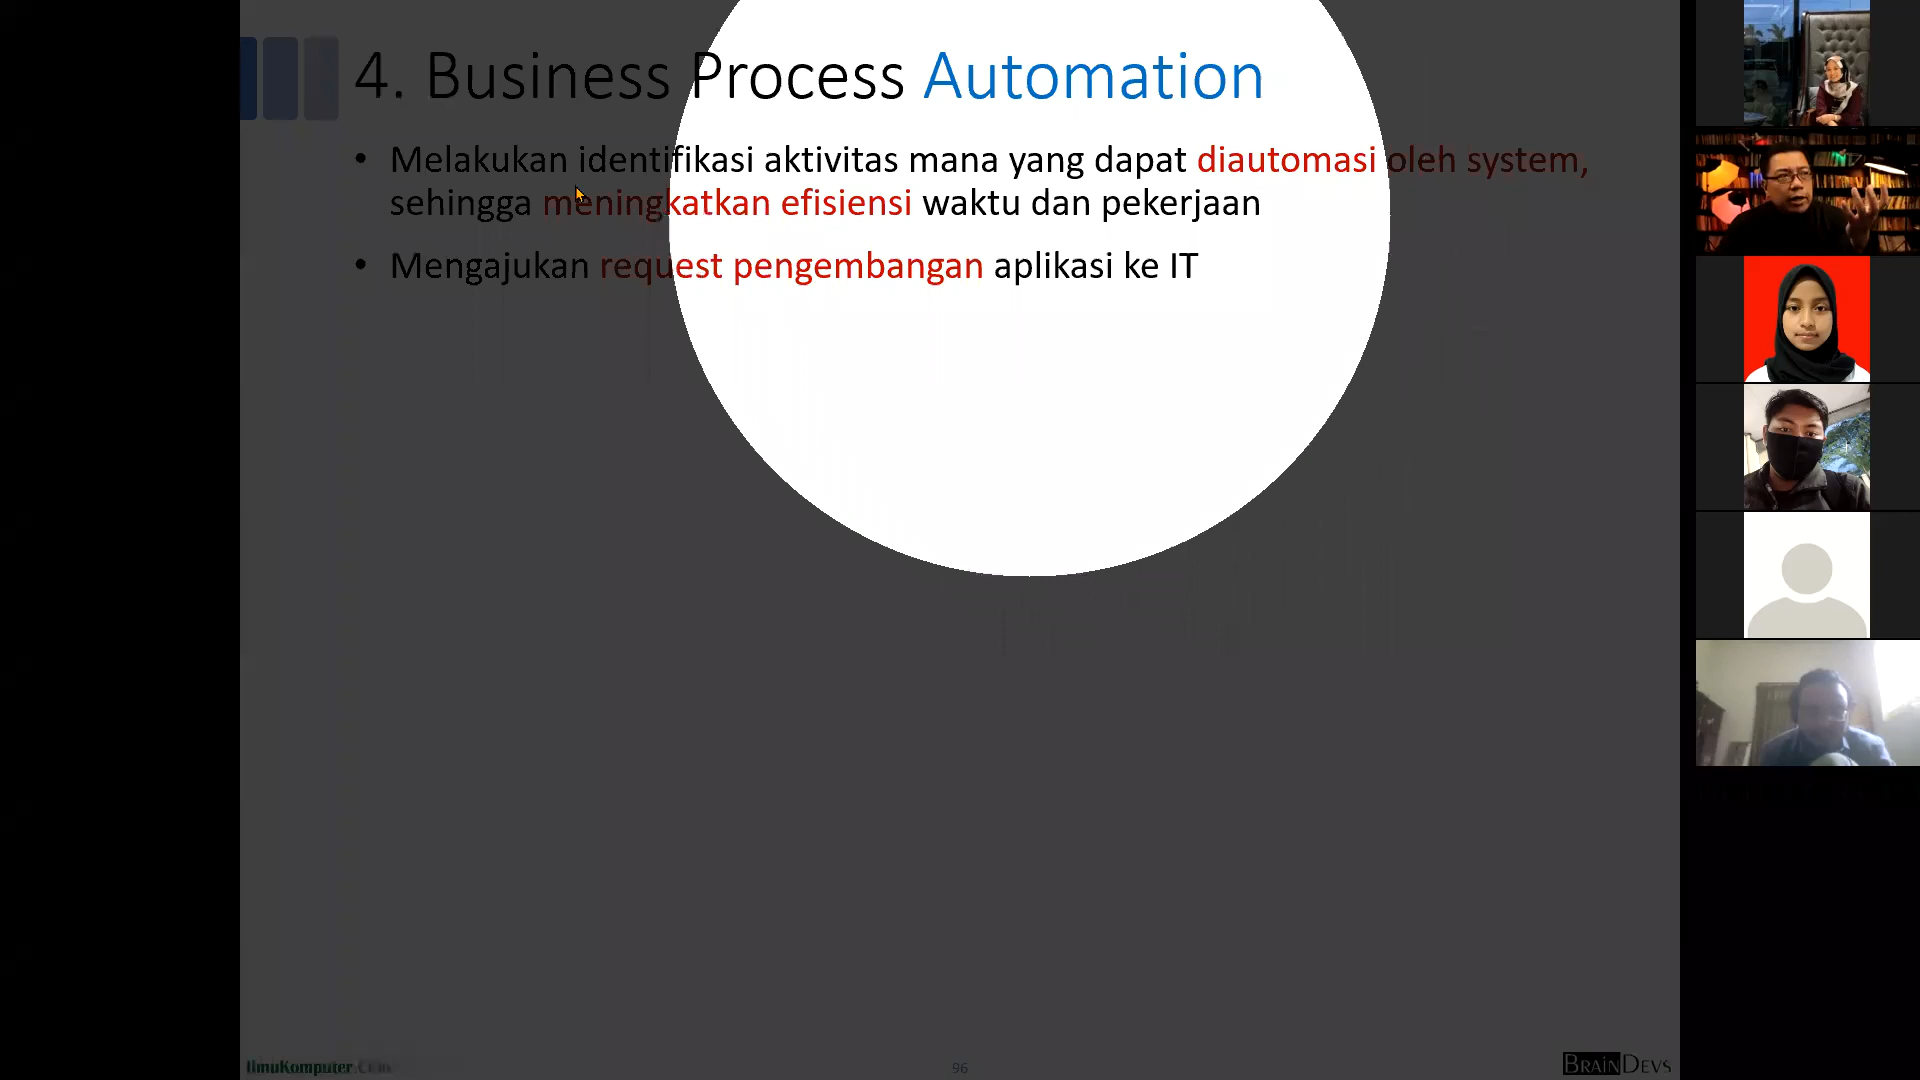 4. Business Process Automation
• Melakukan identifikasi aktivitas mana yang dapat diautomasi oleh system,
sehingga meningkatkan efisiensi waktu dan pekerjaan
• Mengajukan request pengembangan aplikasi ke IT
IlmuKomputer.Com
96
BRAINDEVS